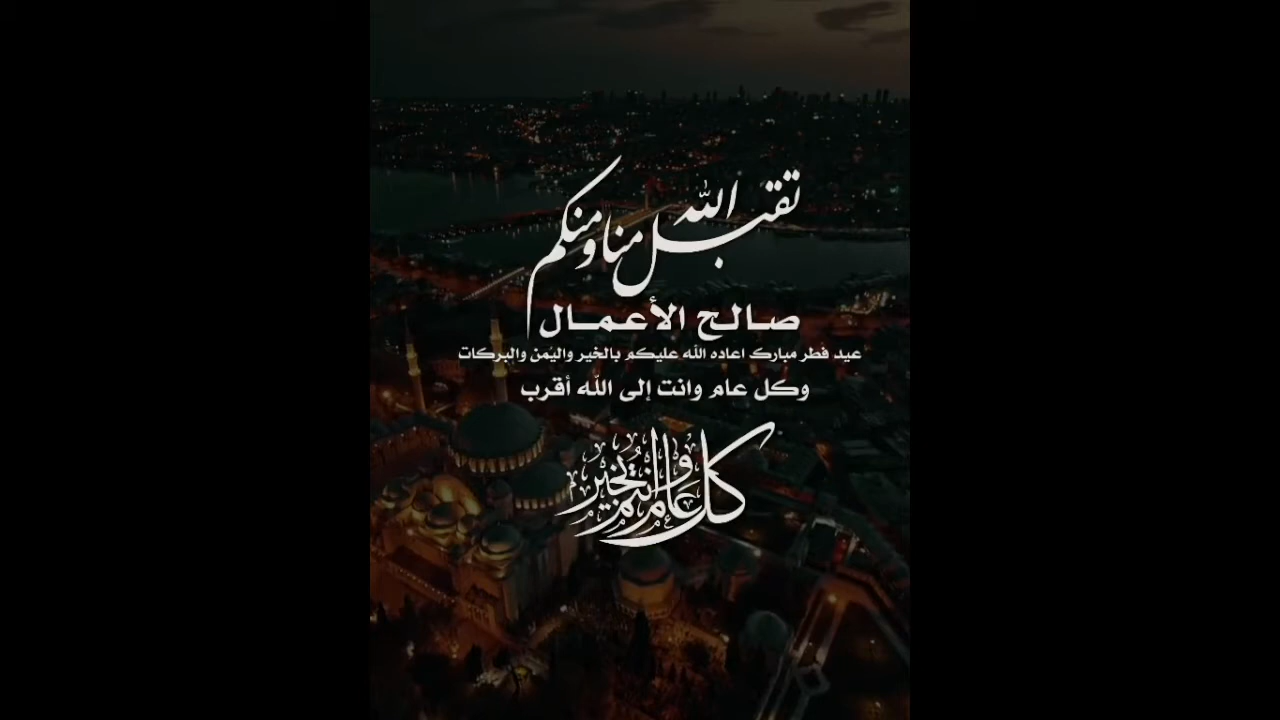 تقبل الله منا ومنكم
صالح الأعمال
عيد فطر مبارك اعاده الله عليكم بالخير واليمن والبركات
وكل عام وانت إلى الله أقرب
كل عام وانتم بخير